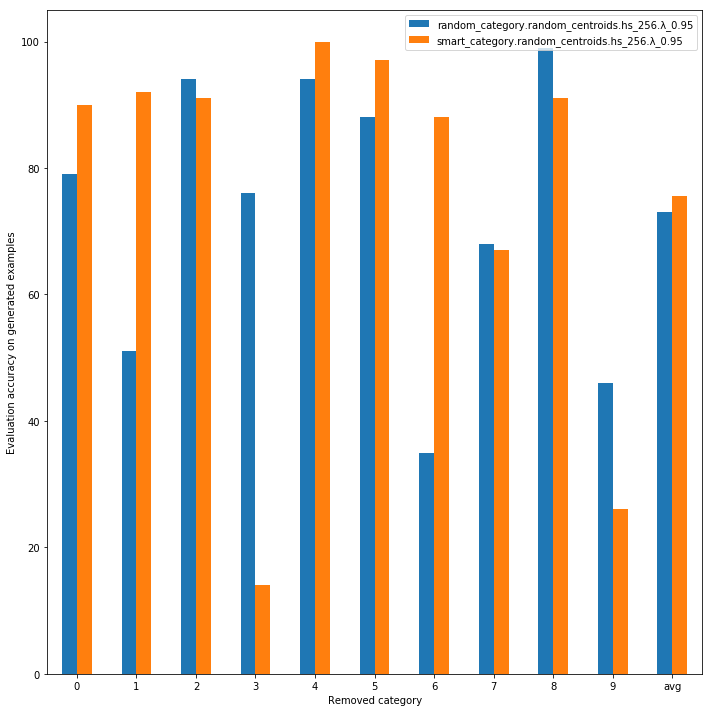 random_category.random_centroids.hs_256.λ_0.95
smart_category.random_centroids.hs_256.λ_0.95
Evaluation accuracy on generated examples
100
80
60
40
20
0
0 1 2 3 4 5 6 7 8 9 avg
Removed category